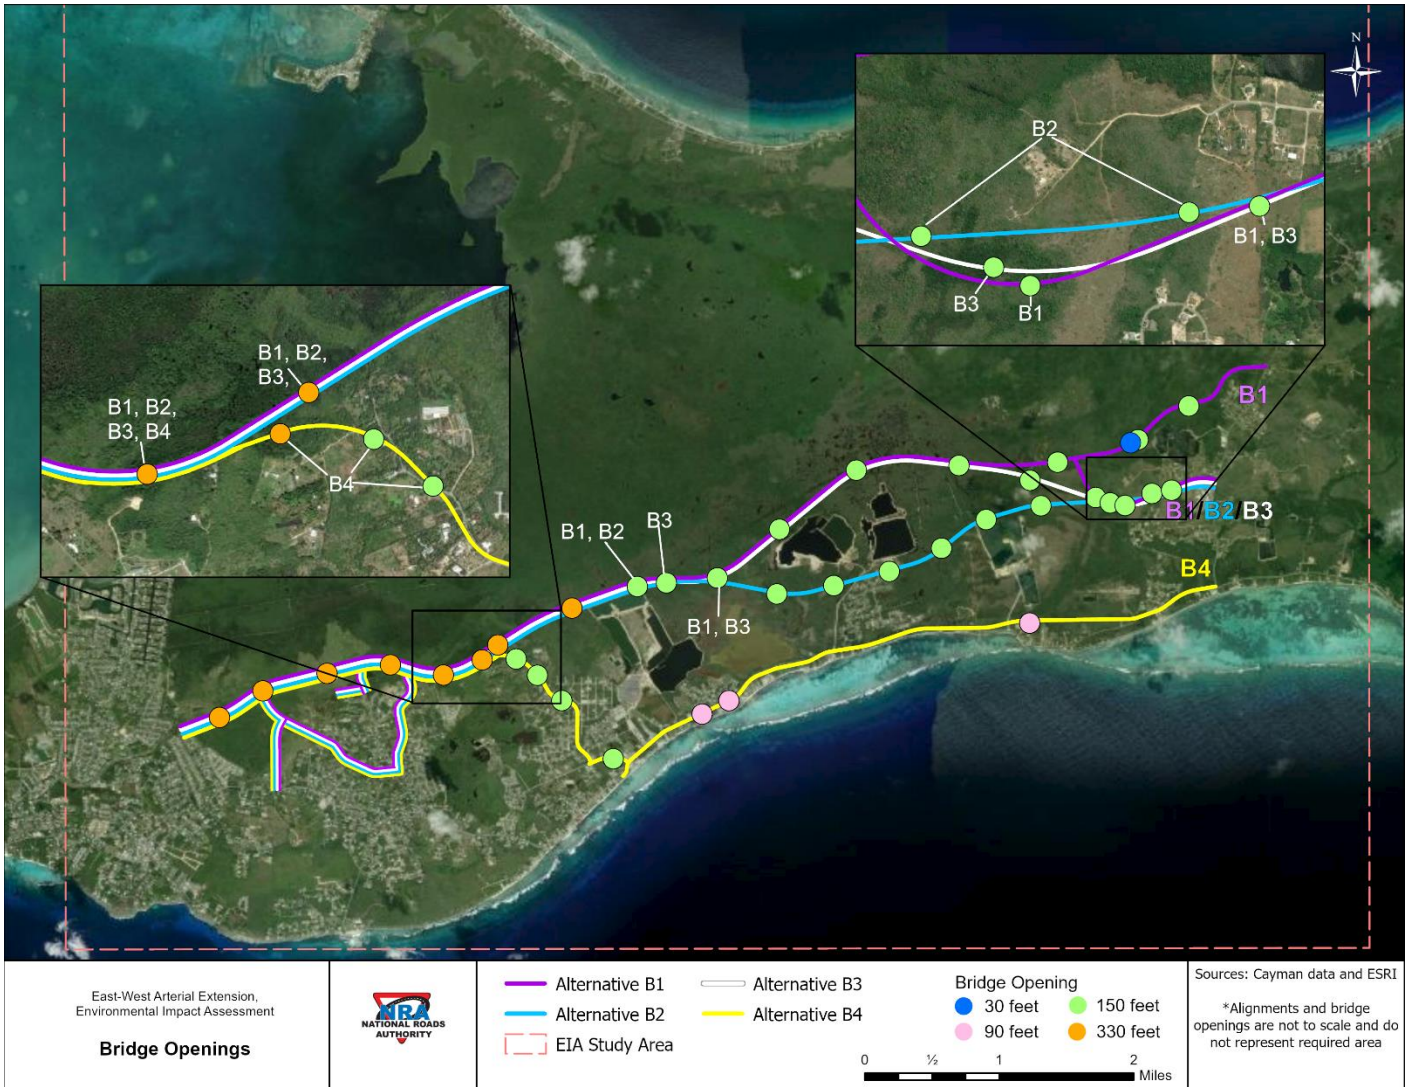 N
B2
B1, B3
B3
B1
B1, B2,
B3,
B1, B2,
B3, B4
B4
B1
B1, B2
B3
B1/B2/B3
B4
B1, B3
East-West Arterial Extension,
Environmental Impact Assessment
Bridge Openings
NRA
NATIONAL ROADS
AUTHORITY
Alternative B1
Alternative B2
EIA Study Area
Alternative B3
Alternative B4
Bridge Opening
30 feet
90 feet
150 feet
330 feet
0 ½ 1 2
Miles
Sources: Cayman data and ESRI
*Alignments and bridge
openings are not to scale and do
not represent required area